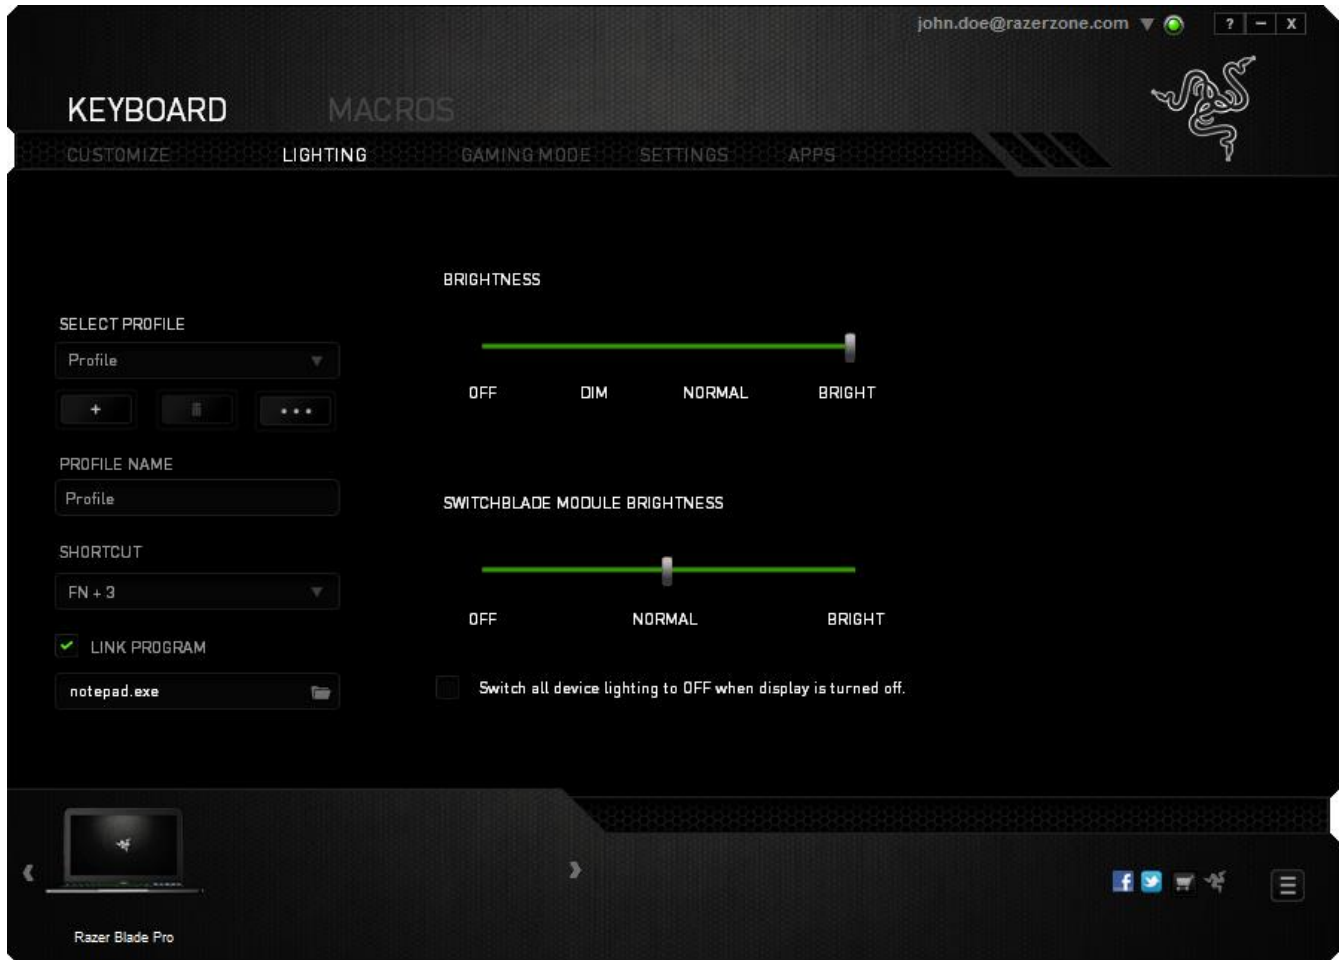 john.doe@razerzone.com
? – X
KEYBOARD MACROS
CUSTOMIZE LIGHTING GAMING MODE SETTINGS APPS
BRIGHTNESS
SELECT PROFILE
Profile
OFF DIM NORMAL BRIGHT
+ •••
PROFILE NAME
Profile
SWITCHBLADE MODULE BRIGHTNESS
SHORTCUT
FN + 3
OFF NORMAL BRIGHT
LINK PROGRAM
notepad.exe
Switch all device lighting to OFF when display is turned off.
Razer Blade Pro